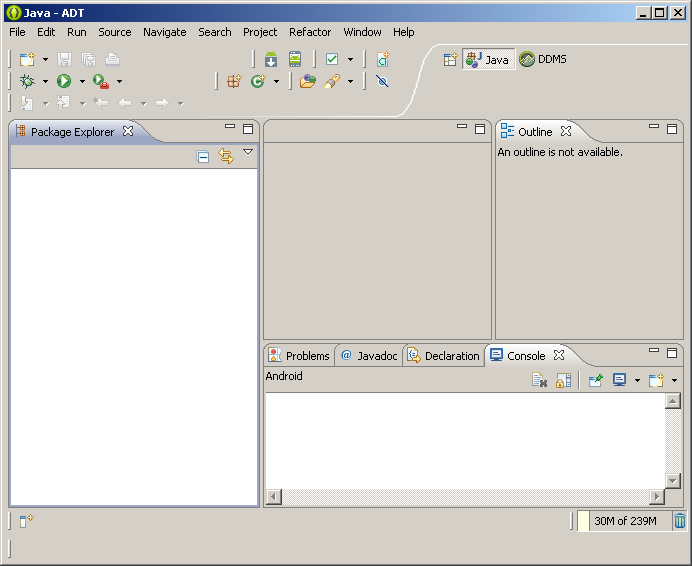 Java - ADT
File Edit Run Source Navigate Search Project Refactor Window Help
Java DDMS
Package Explorer
Outline
An outline is not available.
Problems @ Javadoc Declaration Console
Android
30M of 239M